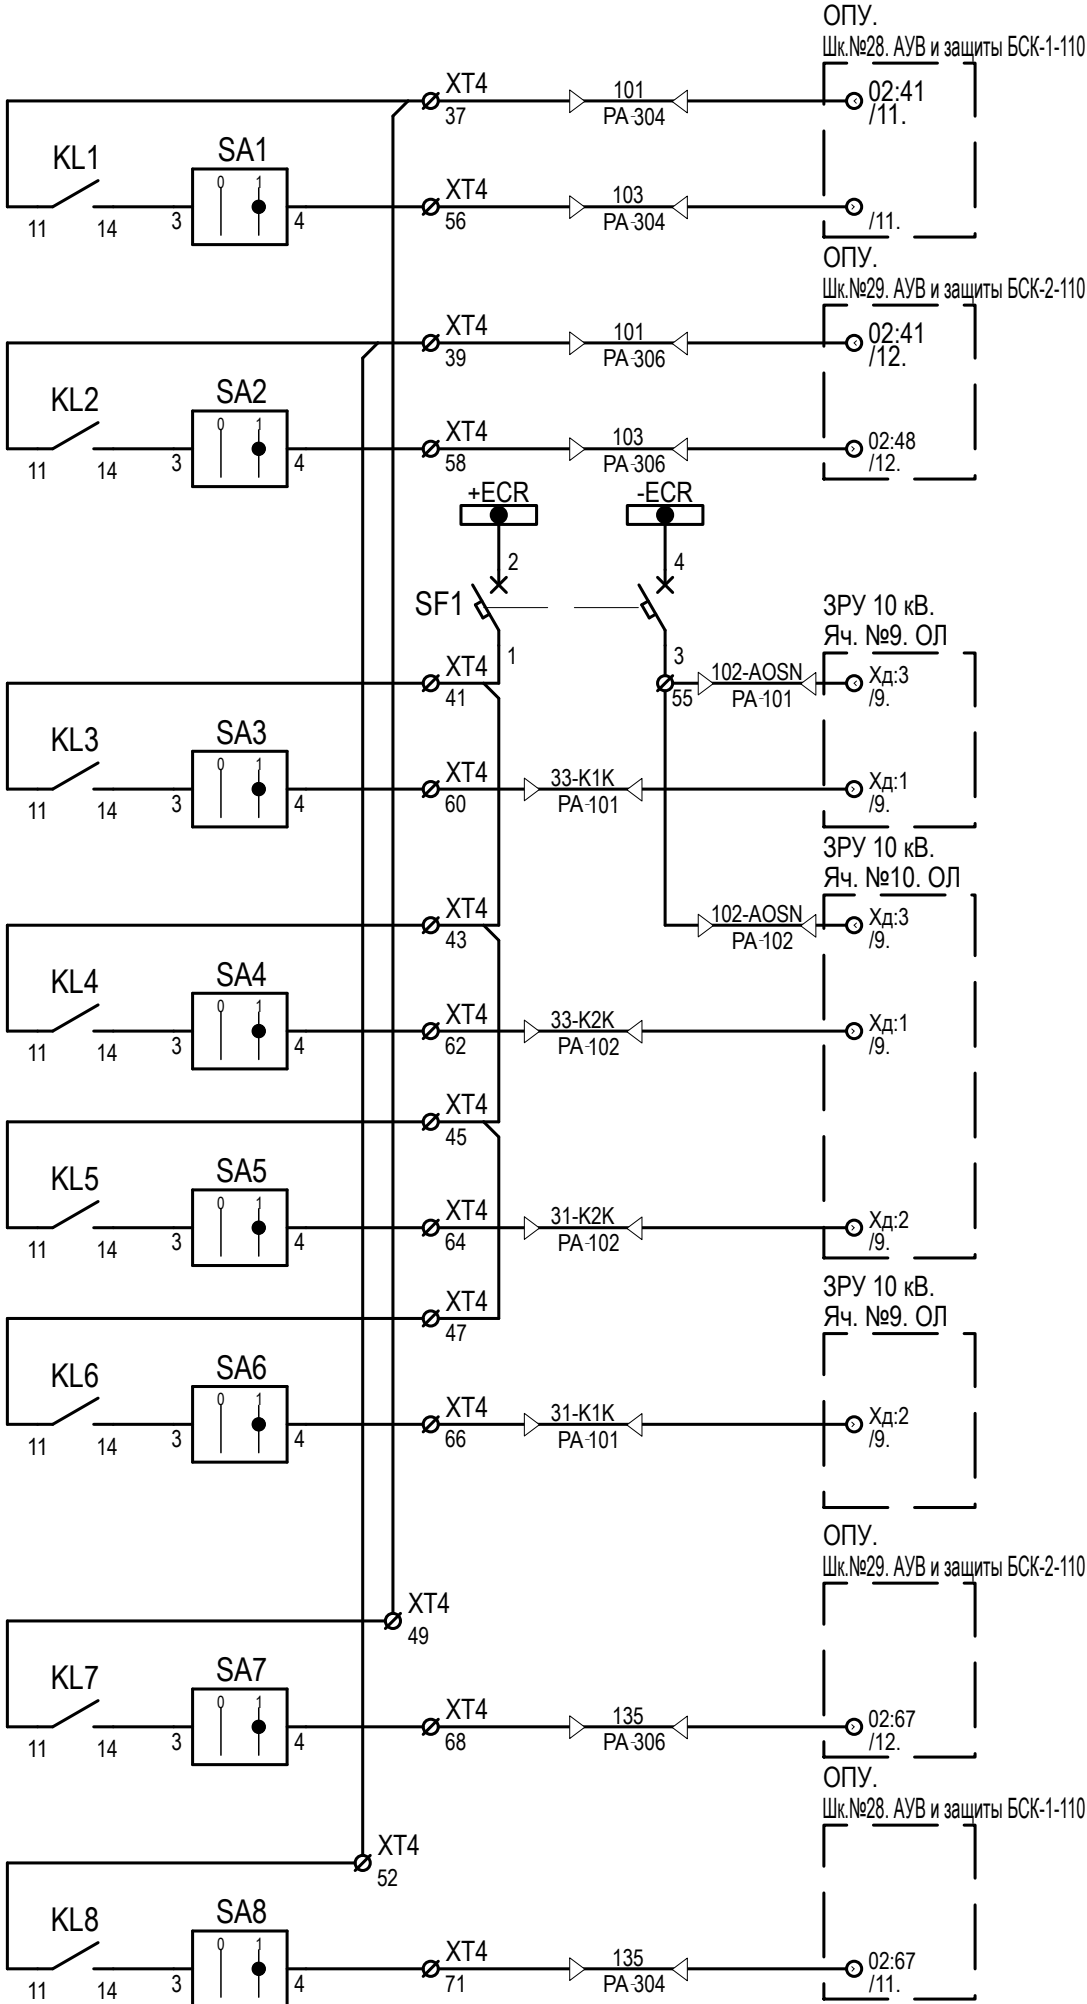 ОПУ.
Шк.№28. АУВ и защиты БСК-1-110
XT4
37
101
PA-304
02:41
/11.
KL1
11
14
SA1
0
1
3
4
XT4
56
103
PA-304
/11.
ОПУ.
Шк.№29. АУВ и защиты БСК-2-110
XT4
39
101
PA-306
02:41
/12.
KL2
11
14
SA2
0
1
3
4
XT4
58
103
PA-306
02:48
/12.
+ECR
-ECR
2
4
SF1
1
3
ЗРУ 10 кВ.
Яч. №9. ОЛ
XT4
41
55
102-AOSN
PA-101
Хд:3
/9.
KL3
11
14
SA3
0
1
3
4
XT4
60
33-K1K
PA-101
Хд:1
/9.
ЗРУ 10 кВ.
Яч. №10. ОЛ
XT4
43
102-AOSN
PA-102
Хд:3
/9.
KL4
11
14
SA4
0
1
3
4
XT4
62
33-K2K
PA-102
Хд:1
/9.
XT4
45
KL5
11
14
SA5
0
1
3
4
XT4
64
31-K2K
PA-102
Хд:2
/9.
ЗРУ 10 кВ.
Яч. №9. ОЛ
XT4
47
KL6
11
14
SA6
0
1
3
4
XT4
66
31-K1K
PA-101
Хд:2
/9.
ОПУ.
Шк.№29. АУВ и защиты БСК-2-110
XT4
49
KL7
11
14
SA7
0
1
3
4
XT4
68
135
PA-306
02:67
/12.
ОПУ.
Шк.№28. АУВ и защиты БСК-1-110
XT4
52
KL8
11
14
SA8
0
1
3
4
XT4
71
135
PA-304
02:67
/11.